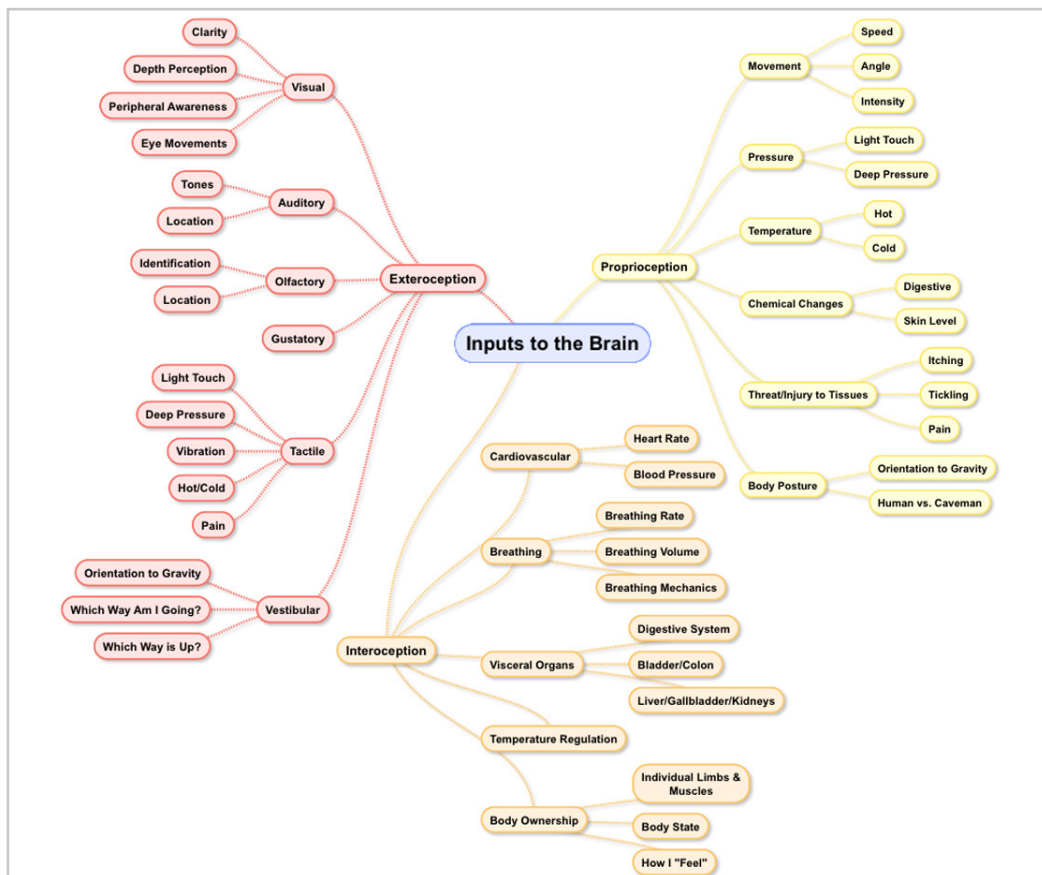 Inputs to the Brain
Exteroception
Visual
Clarity
Depth Perception
Peripheral Awareness
Eye Movements
Auditory
Tones
Location
Olfactory
Identification
Location
Gustatory
Tactile
Light Touch
Deep Pressure
Vibration
Hot/Cold
Pain
Vestibular
Orientation to Gravity
Which Way Am I Going?
Which Way is Up?
Proprioception
Movement
Speed
Angle
Intensity
Pressure
Light Touch
Deep Pressure
Temperature
Hot
Cold
Chemical Changes
Digestive
Skin Level
Threat/Injury to Tissues
Itching
Tickling
Pain
Body Posture
Orientation to Gravity
Human vs. Caveman
Interoception
Cardiovascular
Heart Rate
Blood Pressure
Breathing
Breathing Rate
Breathing Volume
Breathing Mechanics
Visceral Organs
Digestive System
Bladder/Colon
Liver/Gallbladder/Kidneys
Temperature Regulation
Body Ownership
Individual Limbs &
Muscles
Body State
How I "Feel"